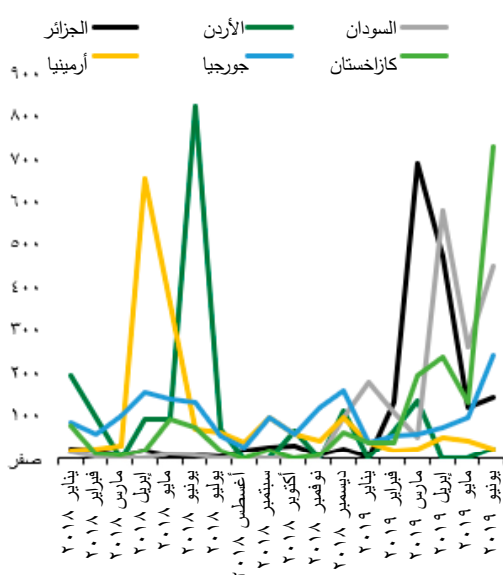 الجزائر الأردن السودان
أرمينيا جورجيا كازاخستان
٩٠٠
٨٠٠
٧٠٠
٦٠٠
٥٠٠
٤٠٠
٣٠٠
٢٠٠
١٠٠
صفر
يناير ٢٠١٨
فبراير ٢٠١٨
مارس ٢٠١٨
إبريل ٢٠١٨
مايو ٢٠١٨
يونيو ٢٠١٨
يوليو ٢٠١٨
أغسطس ٢٠١٨
سبتمبر ٢٠١٨
أكتوبر ٢٠١٨
نوفمبر ٢٠١٨
ديسمبر ٢٠١٨
يناير ٢٠١٩
فبراير ٢٠١٩
مارس ٢٠١٩
إبريل ٢٠١٩
مايو ٢٠١٩
يونيو ٢٠١٩